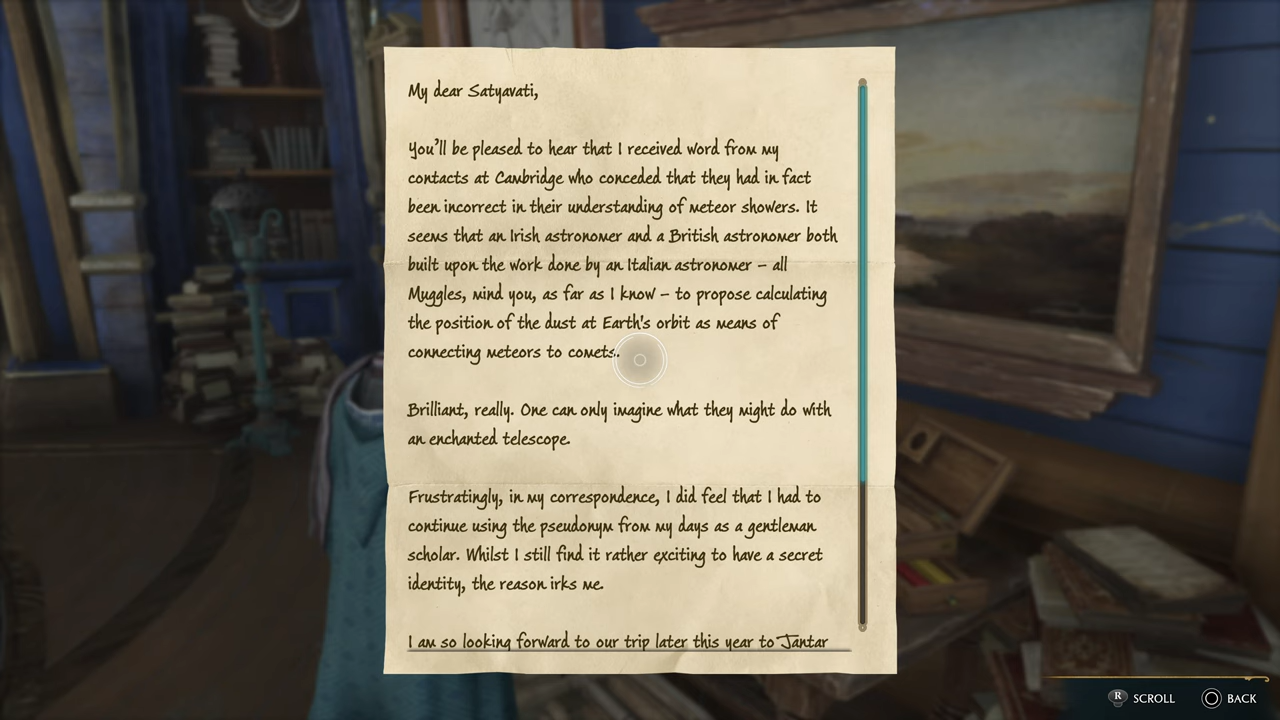 My dear Satyavati,
You'll be pleased to hear that I received word from my
contacts at Cambridge who conceded that they had in fact
been incorrect in their understanding of meteor showers. It
seems that an Irish astronomer and a British astronomer both
built upon the work done by an Italian astronomer – all
Muggles, mind you, as far as I know – to propose calculating
the position of the dust at Earth's orbit as means of
connecting meteors to comets.
Brilliant, really. One can only imagine what they might do with
an enchanted telescope.
Frustratingly, in my correspondence, I did feel that I had to
continue using the pseudonym from my days as a gentleman
scholar. Whilst I still find it rather exciting to have a secret
identity, the reason irks me.
I am so looking forward to our trip later this year to Jantar
R SCROLL BACK